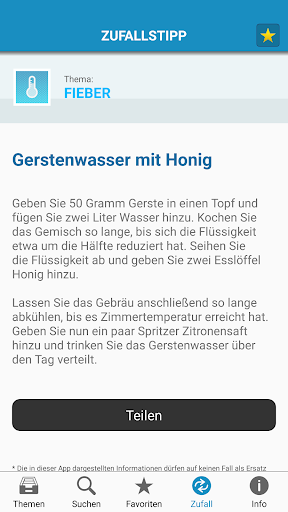 ZUFALLSTIPP
Thema:
FIEBER
Gerstenwasser mit Honig
Geben Sie 50 Gramm Gerste in einen Topf und
fügen Sie zwei Liter Wasser hinzu. Kochen Sie
das Gemisch so lange, bis sich die Flüssigkeit
etwa um die Hälfte reduziert hat. Seihen Sie
die Flüssigkeit ab und geben Sie zwei Esslöffel
Honig hinzu.
Lassen Sie das Gebräu anschließend so lange
abkühlen, bis es Zimmertemperatur erreicht hat.
Geben Sie nun ein paar Spritzer Zitronensaft
hinzu und trinken Sie das Gerstenwasser über
den Tag verteilt.
Teilen
* Die in dieser App dargestellten Informationen dürfen auf keinen Fall als Ersatz
Themen Suchen Favoriten Zufall Info